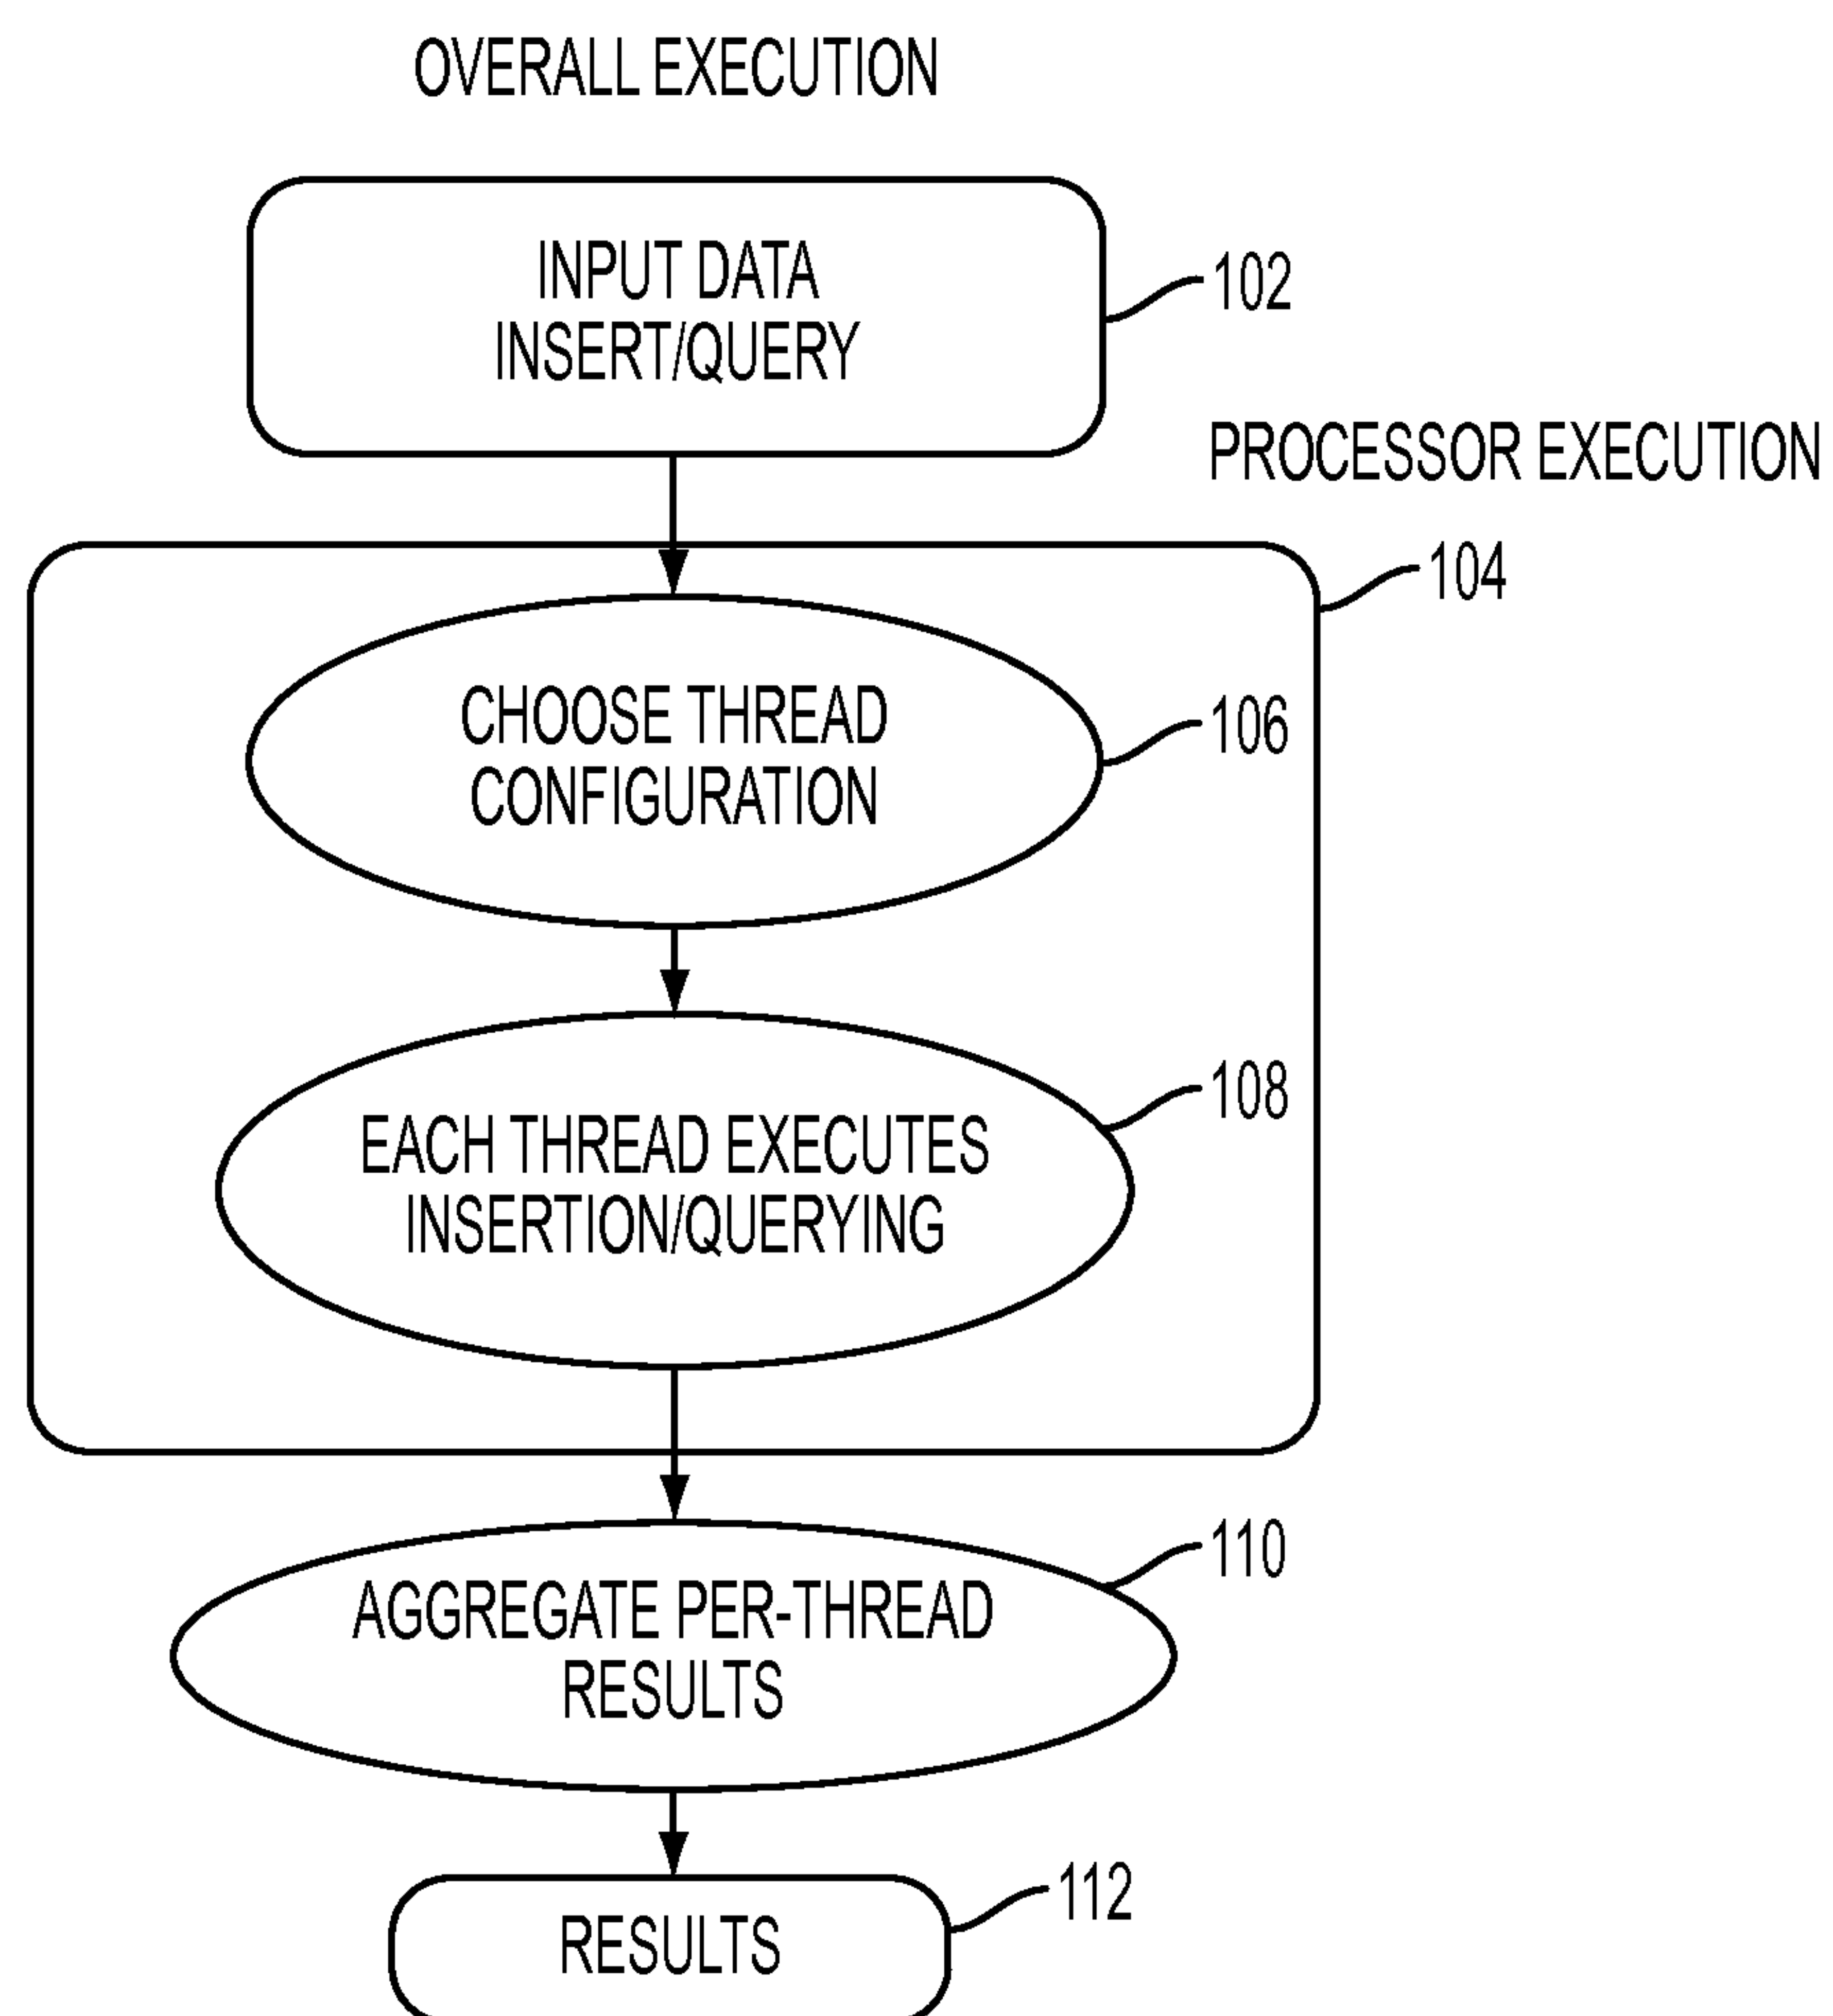 OVERALL EXECUTION
INPUT DATA
INSERT/QUERY
102
PROCESSOR EXECUTION
104
CHOOSE THREAD
CONFIGURATION
106
EACH THREAD EXECUTES
INSERTION/QUERYING
108
AGGREGATE PER-THREAD
RESULTS
110
RESULTS
112